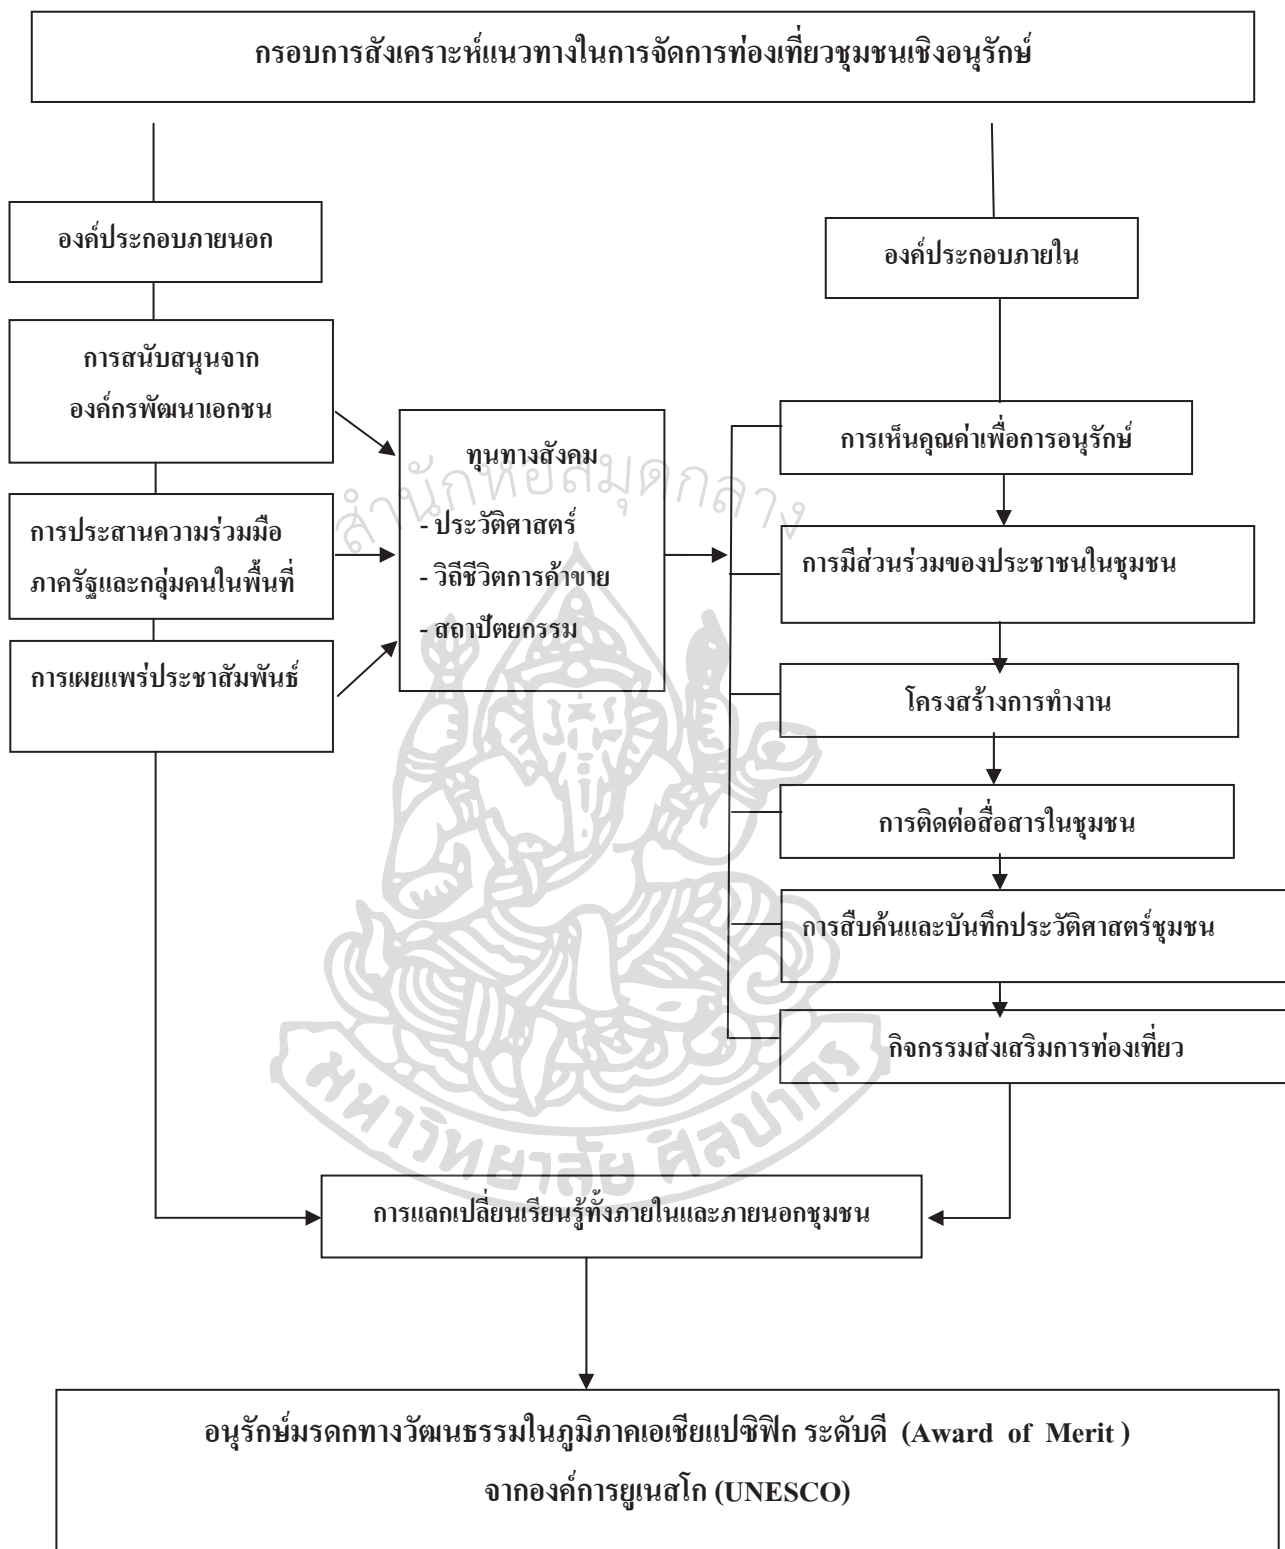 กรอบการสังเคราะห์แนวทางในการจัดการท่องเที่ยวชุมชนเชิงอนุรักษ์
องค์ประกอบภายนอก
องค์ประกอบภายใน
การสนับสนุนจาก
องค์กรพัฒนาเอกชน
การประสานความร่วมมือ
ภาครัฐและกลุ่มคนในพื้นที่
การเผยแพร่ประชาสัมพันธ์
ทุนทางสังคม
- ประวัติศาสตร์
- วิถีชีวิตการค้าขาย
- สถาปัตยกรรม
การเห็นคุณค่าเพื่อการอนุรักษ์
การมีส่วนร่วมของประชาชนในชุมชน
โครงสร้างการทำงาน
การติดต่อสื่อสารในชุมชน
การสืบค้นและบันทึกประวัติศาสตร์ชุมชน
กิจกรรมส่งเสริมการท่องเที่ยว
การแลกเปลี่ยนเรียนรู้ทั้งภายในและภายนอกชุมชน
อนุรักษ์มรดกทางวัฒนธรรมในภูมิภาคเอเชียแปซิฟิก ระดับดี (Award of Merit )
จากองค์การยูเนสโก (UNESCO)
สำนักหอสมุดกลาง
มหาวิทยาลัย ศิลปากร